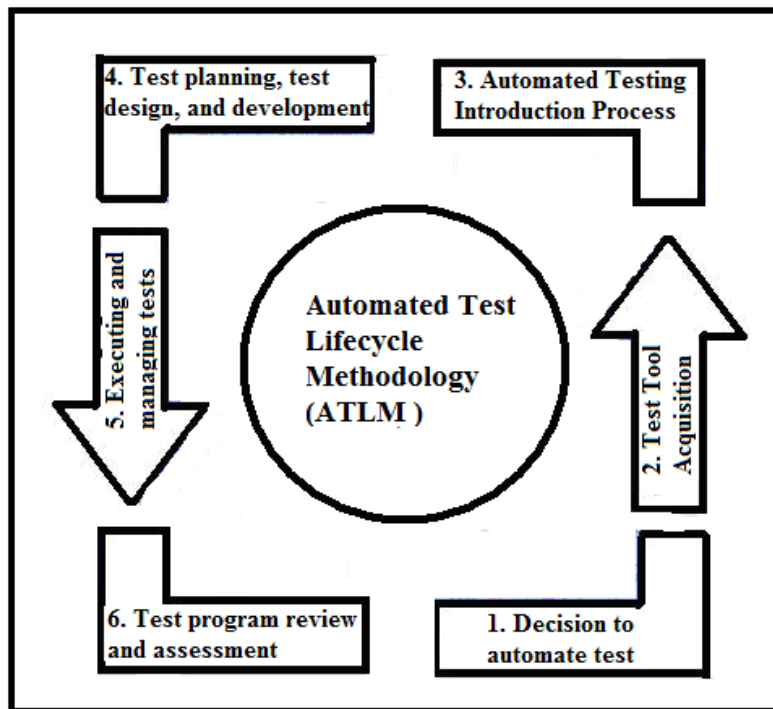 4. Test planning, test
design, and development
3. Automated Testing
Introduction Process
5. Executing and
managing tests
Automated Test
Lifecycle
Methodology
(ATLM )
2. Test Tool
Acquisition
6. Test program review
and assessment
1. Decision to
automate test